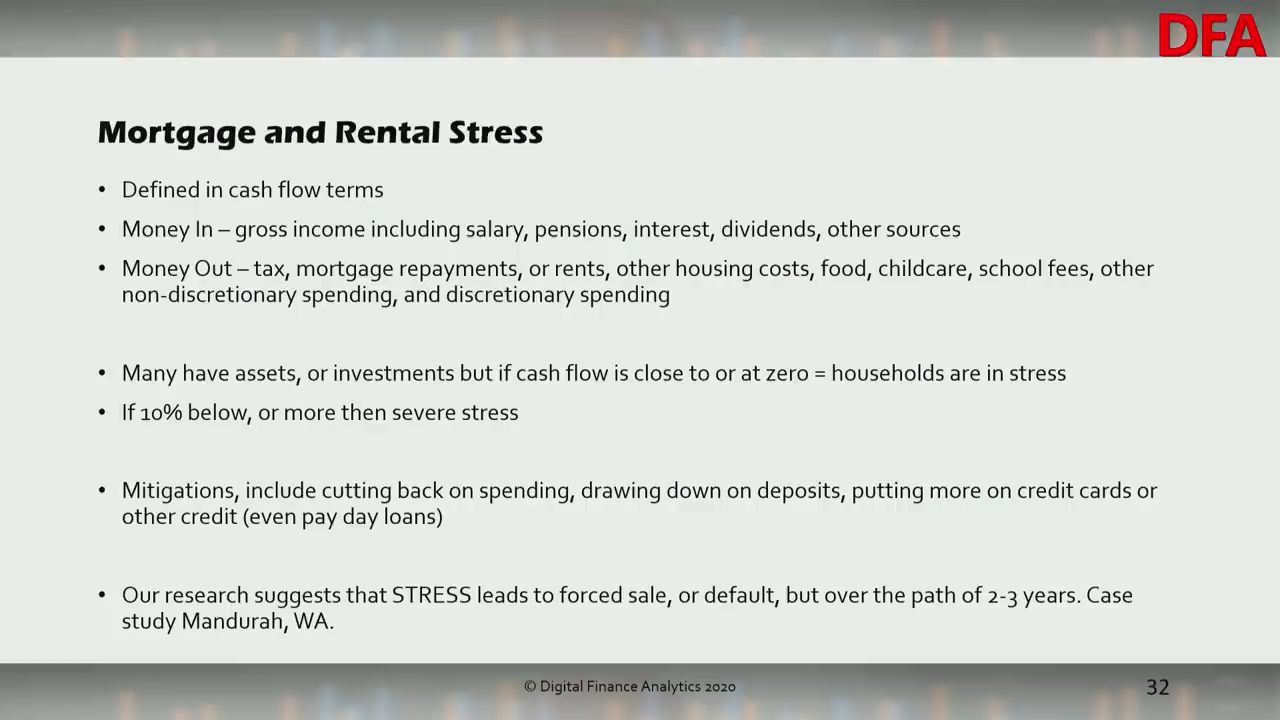 DFA
Mortgage and Rental Stress
• Defined in cash flow terms
• Money In – gross income including salary, pensions, interest, dividends, other sources
• Money Out – tax, mortgage repayments, or rents, other housing costs, food, childcare, school fees, other
non-discretionary spending, and discretionary spending
• Many have assets, or investments but if cash flow is close to or at zero = households are in stress
• If 10% below, or more then severe stress
• Mitigations, include cutting back on spending, drawing down on deposits, putting more on credit cards or
other credit (even pay day loans)
• Our research suggests that STRESS leads to forced sale, or default, but over the path of 2-3 years. Case
study Mandurah, WA.
© Digital Finance Analytics 2020
32